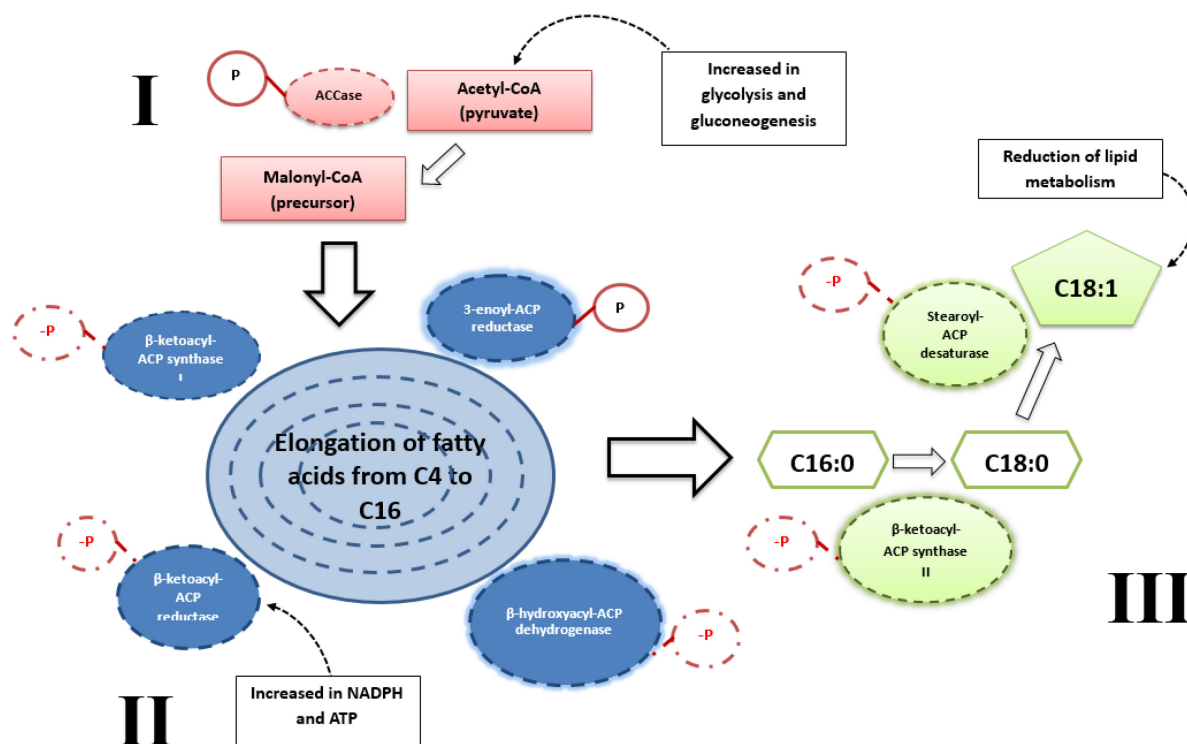 I
P
ACCase
Acetyl-CoA
(pyruvate)
Increased in
glycolysis and
gluconeogenesis
Malonyl-CoA
(precursor)
Reduction of lipid
metabolism
-P
β-ketoacyl-
ACP synthase
I
3-enoyl-ACP
reductase
P
-P
Stearoyl-
ACP
desaturase
C18:1
Elongation of fatty
acids from C4 to
C16
C16:0
C18:0
-P
β-ketoacyl-
ACP
reductase
β-hydroxyacyl-ACP
dehydrogenase
-P
-P
β-ketoacyl-
ACP synthase
II
III
II
Increased in NADPH
and ATP